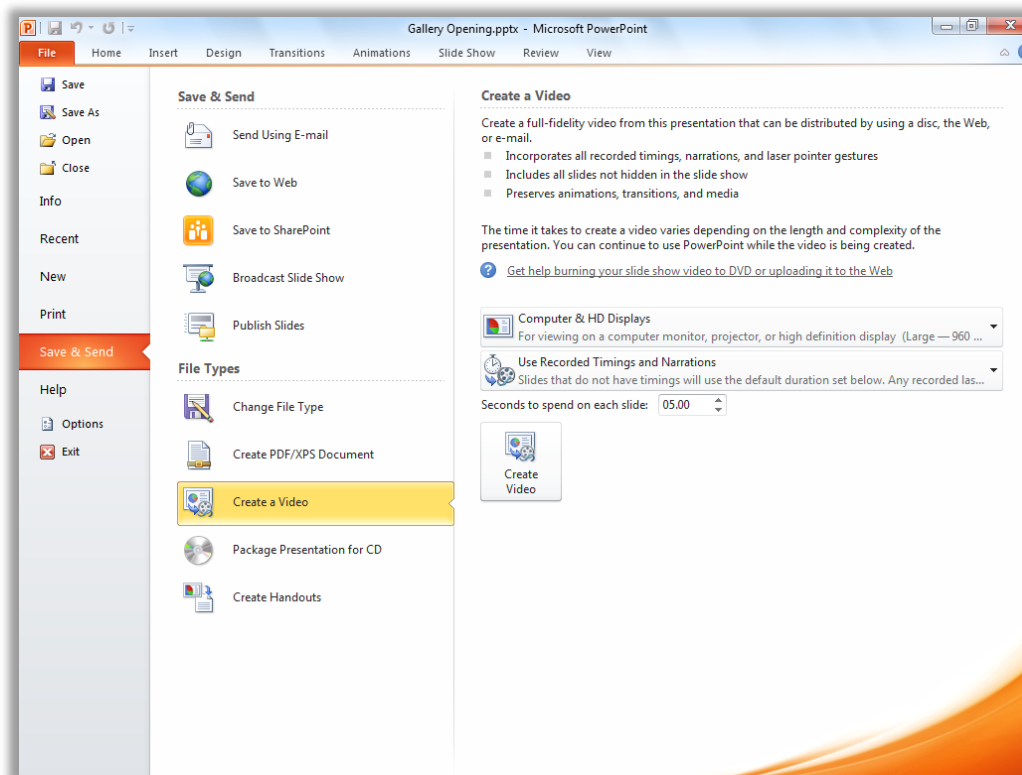 Gallery Opening.pptx - Microsoft PowerPoint
File Home Insert Design Transitions Animations Slide Show Review View
Save
Save As
Open
Close
Info
Recent
New
Print
Save & Send
Help
Options
Exit
Save & Send
Send Using E-mail
Save to Web
Save to SharePoint
Broadcast Slide Show
Publish Slides
File Types
Change File Type
Create PDF/XPS Document
Create a Video
Package Presentation for CD
Create Handouts
Create a Video
Create a full-fidelity video from this presentation that can be distributed by using a disc, the Web,
or e-mail.
Incorporates all recorded timings, narrations, and laser pointer gestures
Includes all slides not hidden in the slide show
Preserves animations, transitions, and media
The time it takes to create a video varies depending on the length and complexity of the
presentation. You can continue to use PowerPoint while the video is being created.
Get help burning your slide show video to DVD or uploading it to the Web
Computer & HD Displays
For viewing on a computer monitor, projector, or high definition display (Large — 960 ...
Use Recorded Timings and Narrations
Slides that do not have timings will use the default duration set below. Any recorded las...
Seconds to spend on each slide: 05.00
Create
Video